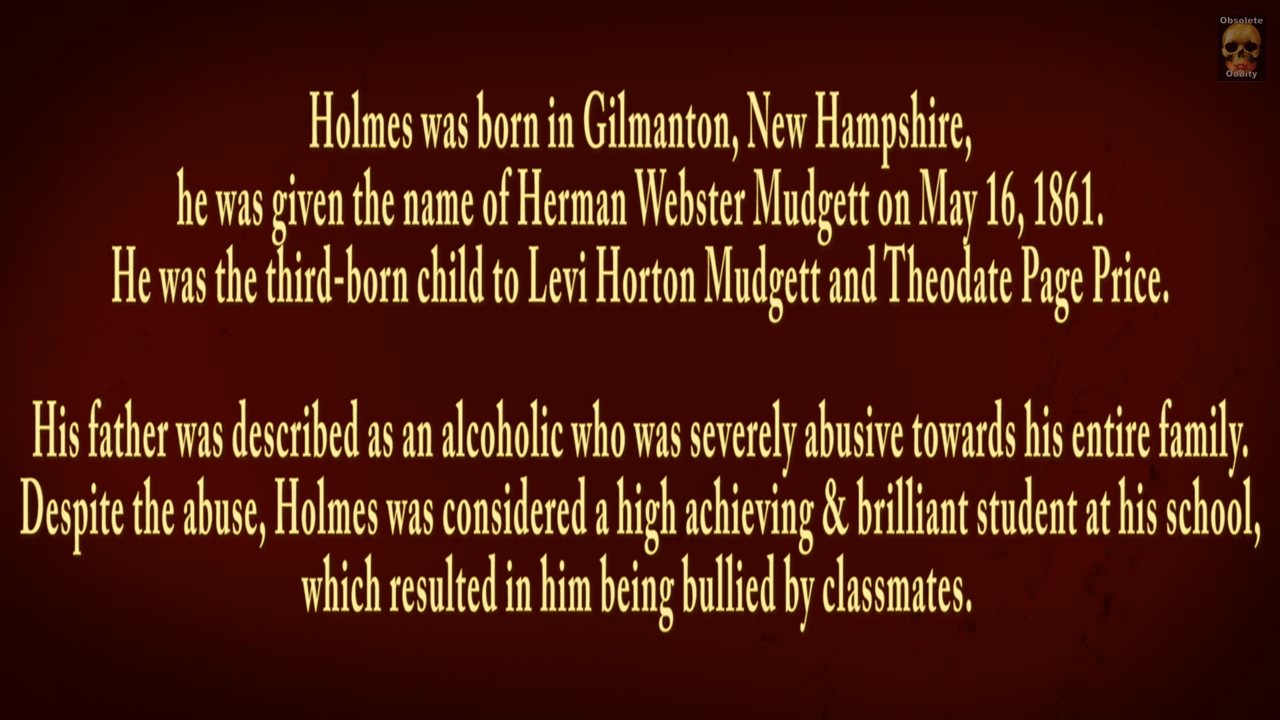 Obsolete
Oddity
Holmes was born in Gilmanton, New Hampshire,
he was given the name of Herman Webster Mudgett on May 16, 1861.
He was the third-born child to Levi Horton Mudgett and Theodate Page Price.
His father was described as an alcoholic who was severely abusive towards his entire family.
Despite the abuse, Holmes was considered a high achieving & brilliant student at his school,
which resulted in him being bullied by classmates.